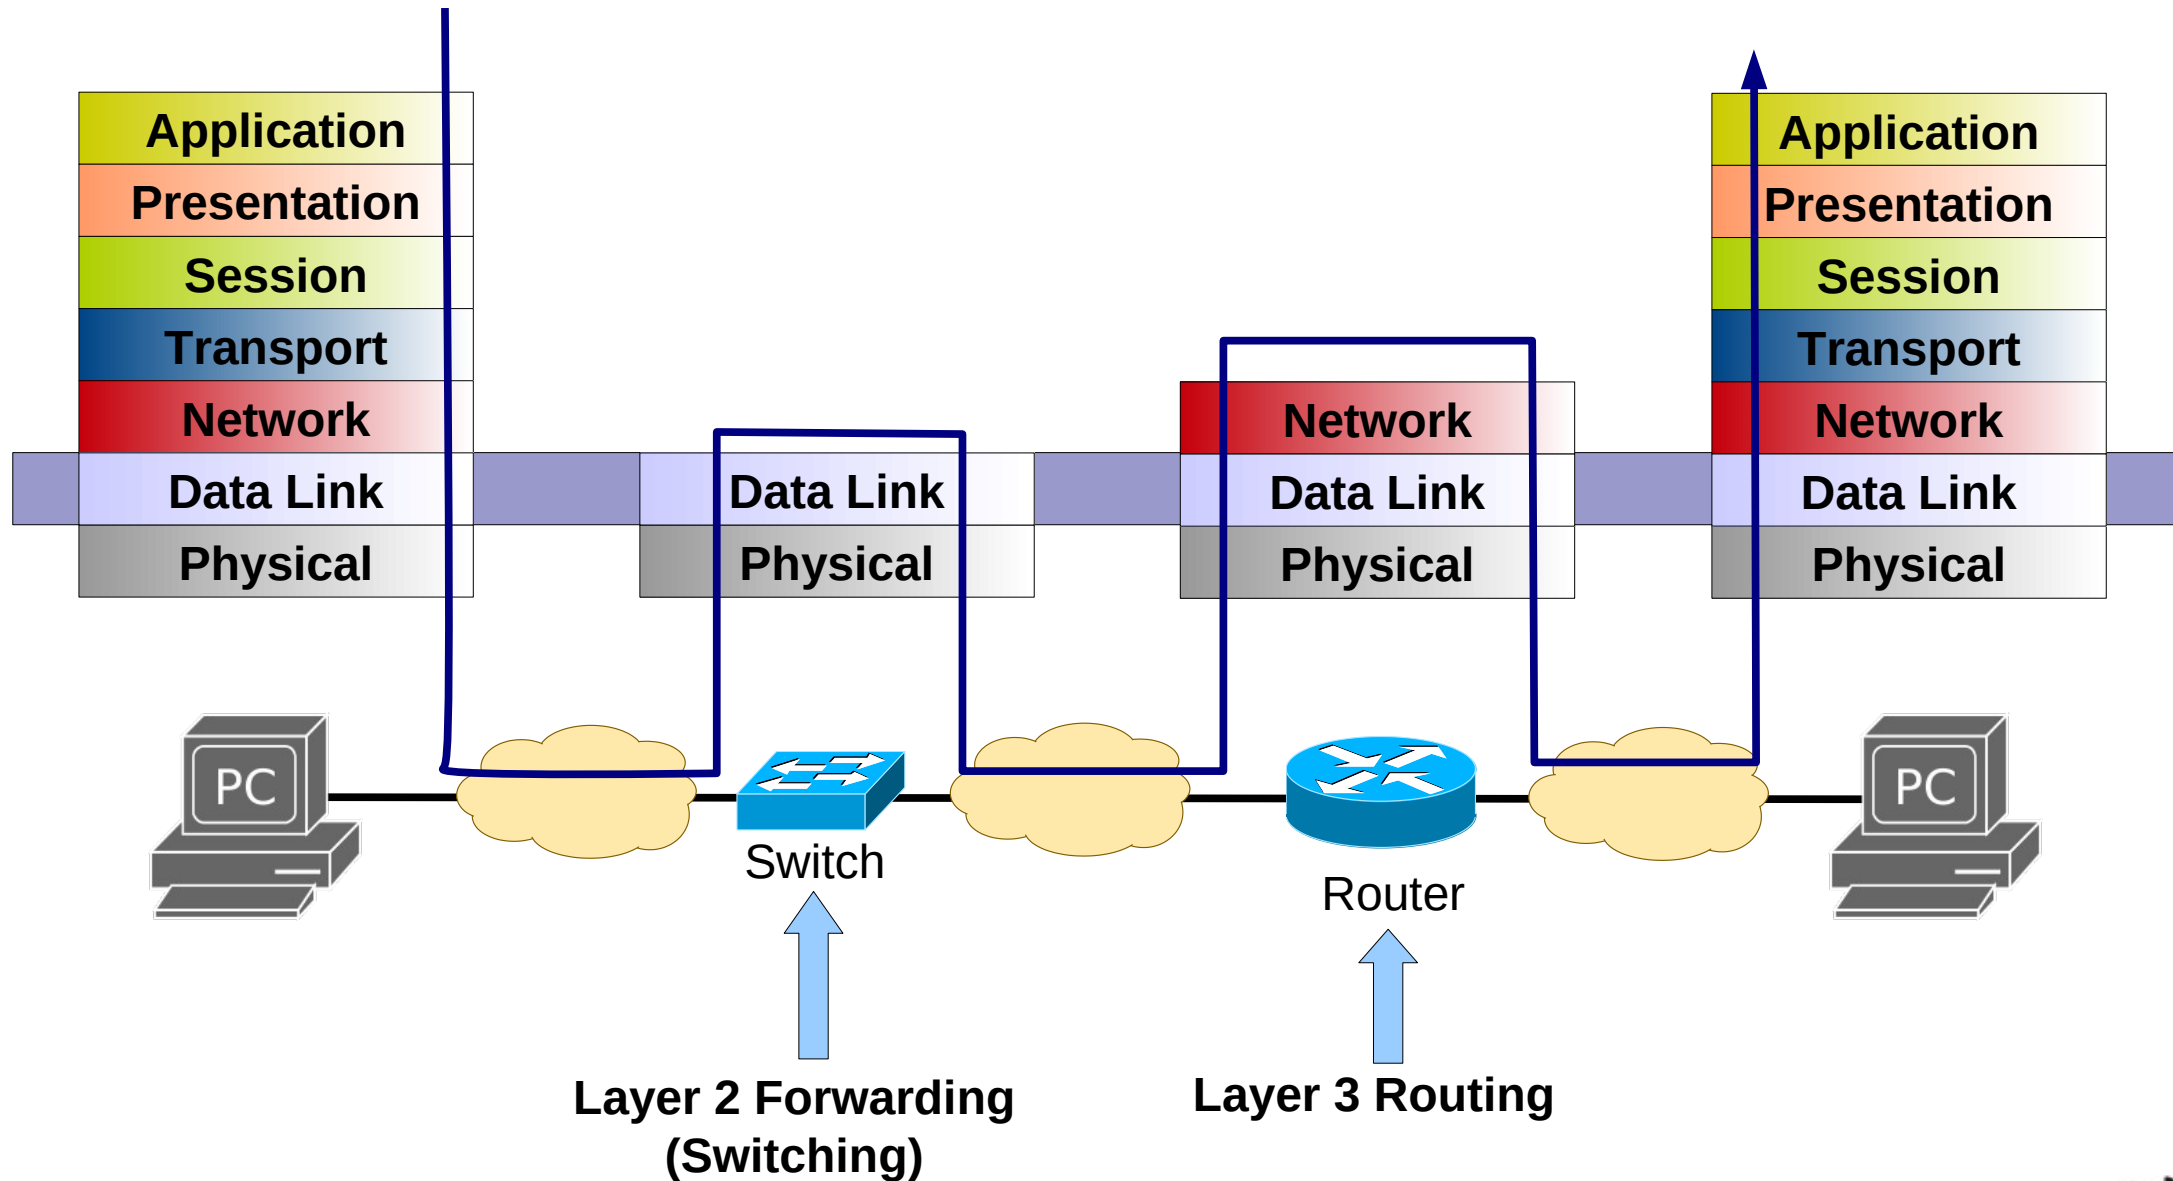 Application
Presentation
Session
Transport
Network
Data Link
Physical
Data Link
Physical
Network
Data Link
Physical
Application
Presentation
Session
Transport
Network
Data Link
Physical
PC
Switch
Router
PC
Layer 2 Forwarding
(Switching)
Layer 3 Routing